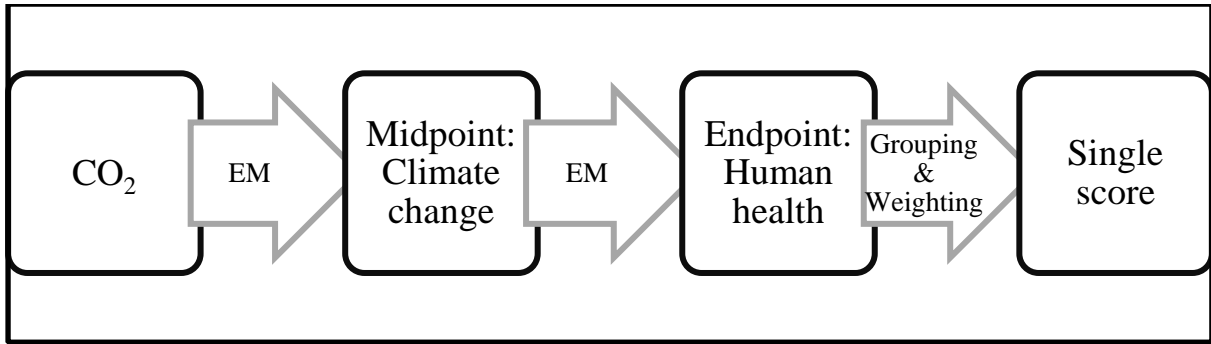 CO₂
EM
Midpoint:
Climate
change
EM
Endpoint:
Human
health
Grouping
&
Weighting
Single
score